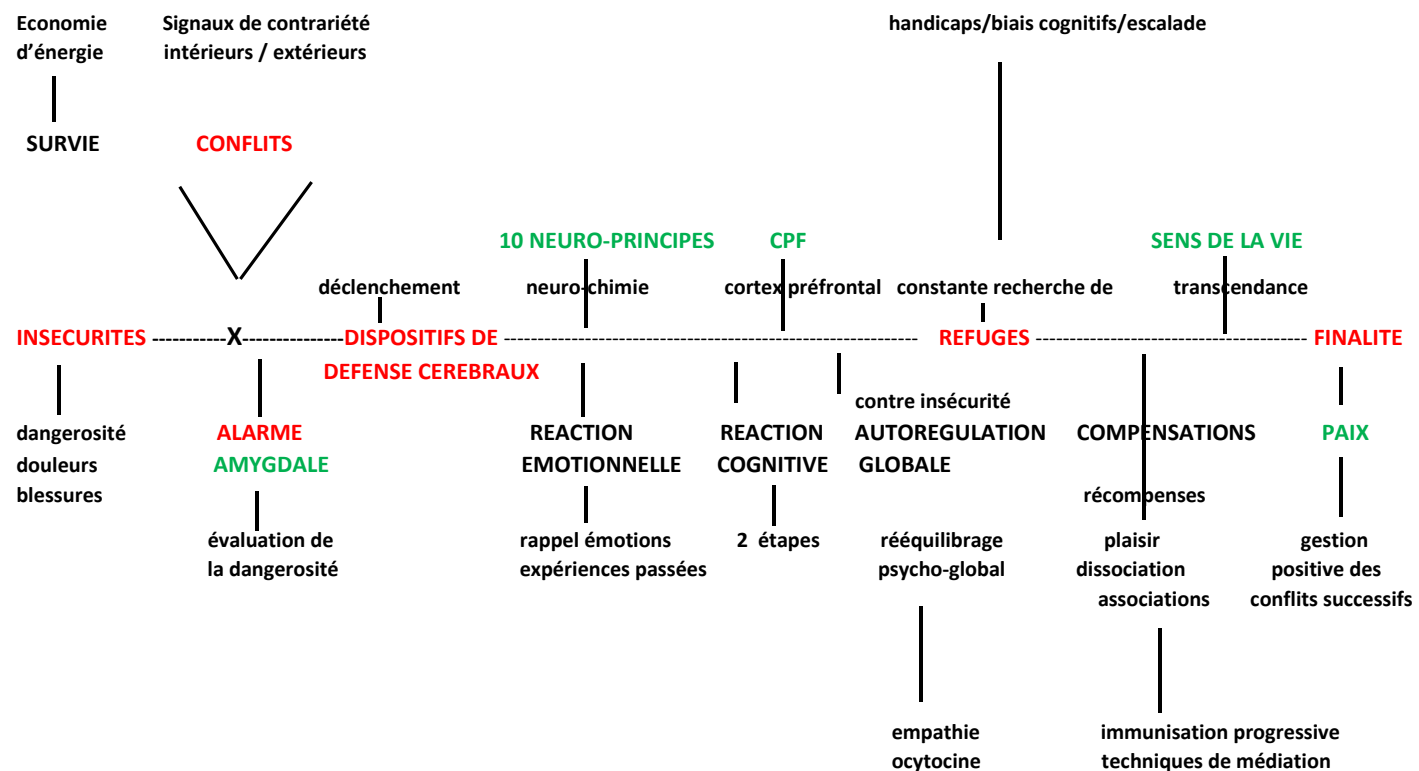 Economie Signaux de contrariété handicaps/biais cognitifs/escalade
d'énergie intérieurs / extérieurs
SURVIE CONFLITS
10 NEURO-PRINCIPES CPF SENS DE LA VIE
déclenchement neuro-chimie cortex préfrontal constante recherche de transcendance
INSECURITES -----------X--------------- DISPOSITIFS DE ---------- REFUGES ---------- FINALITE
DEFENSE CEREBRAUX
contre insécurité
dangerosité ALARME REACTION REACTION AUTOREGULATION COMPENSATIONS PAIX
douleurs AMYGDALE EMOTIONNELLE COGNITIVE GLOBALE
blessures récompenses
évaluation de rappel émotions 2 étapes rééquilibrage plaisir gestion
la dangerosité expériences passées psycho-global dissociation positive des
associations conflits successifs
empathie immunisation progressive
ocytocine techniques de médiation